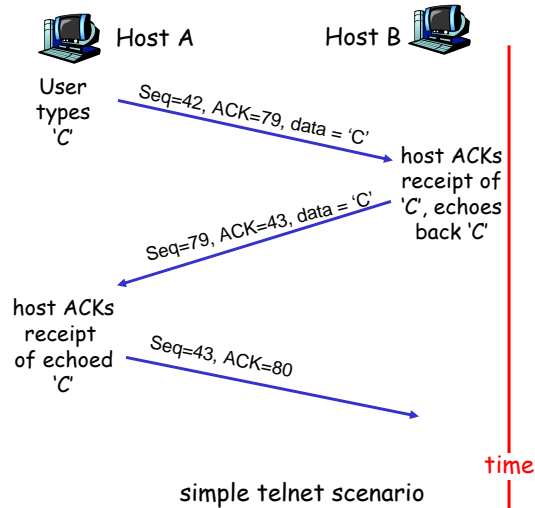 Host A
Host B
User
types
‘C’
Seq=42, ACK=79, data = ‘C’
host ACKs
receipt of
‘C’, echoes
back ‘C’
Seq=79, ACK=43, data = ‘C’
host ACKs
receipt
of echoed
‘C’
Seq=43, ACK=80
time
simple telnet scenario